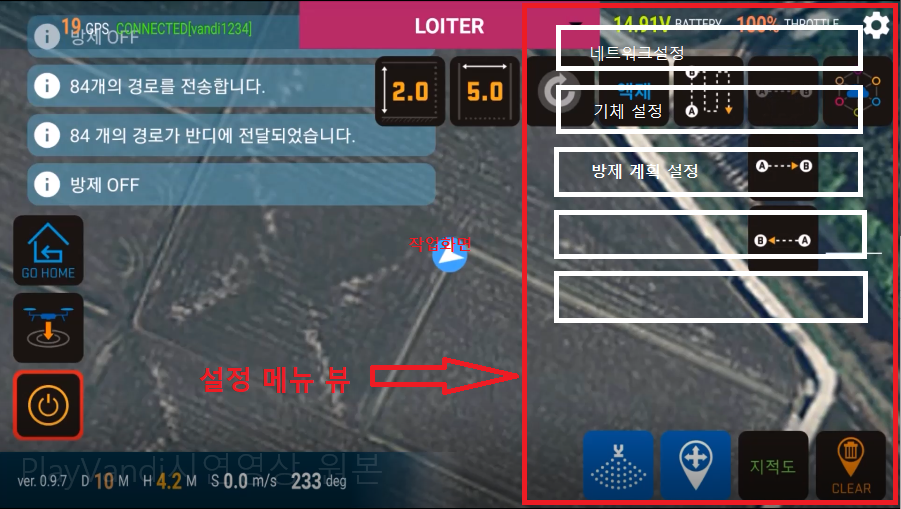 19 GPS CONNECTED[vandi1234]
LOITER
14.91V BATTERY 100% THROTTLE
방제 OFF
84개의 경로를 전송합니다.
84 개의 경로가 반디에 전달되었습니다.
방제 OFF
2.0
5.0
액제
B
A
A B
네트워크설정
기체 설정
방제 계획 설정
A B
B A
작업화면
GO HOME
설정 메뉴 뷰
PlayVandi시연영상_원본
ver. 0.9.7 D 10 M H 4.2 M S 0.0 m/s 233 deg
지적도
CLEAR